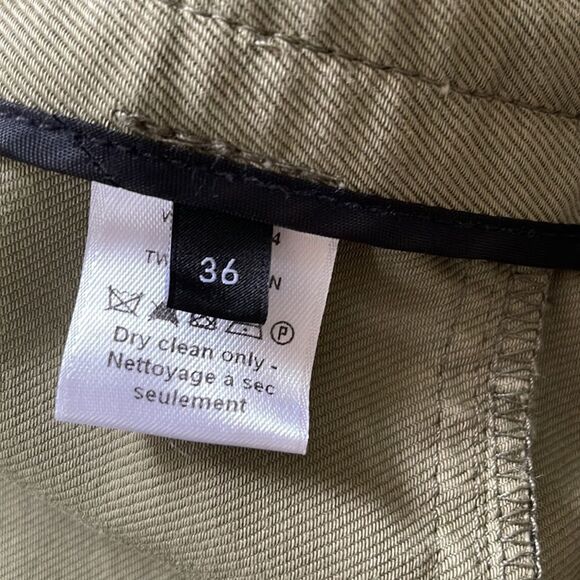 36
Dry clean only -
Nettoyage à sec
seulement